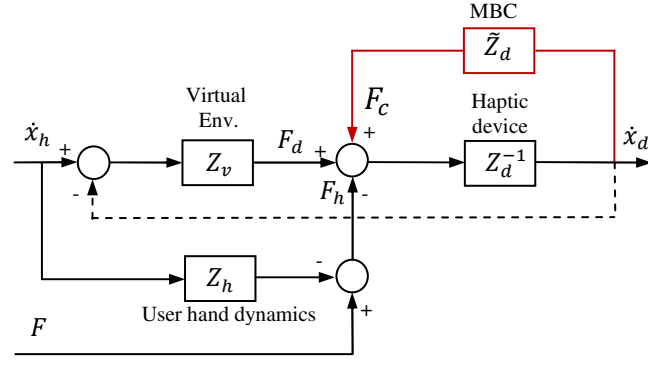 MBC
Z̃_d
F_c
+
Virtual
Env.
Haptic
device
ẋ_h
+
-
Z_v
F_d
+
Z_d^{-1}
ẋ_d
F_h
-
Z_h
-
User hand dynamics
+
F